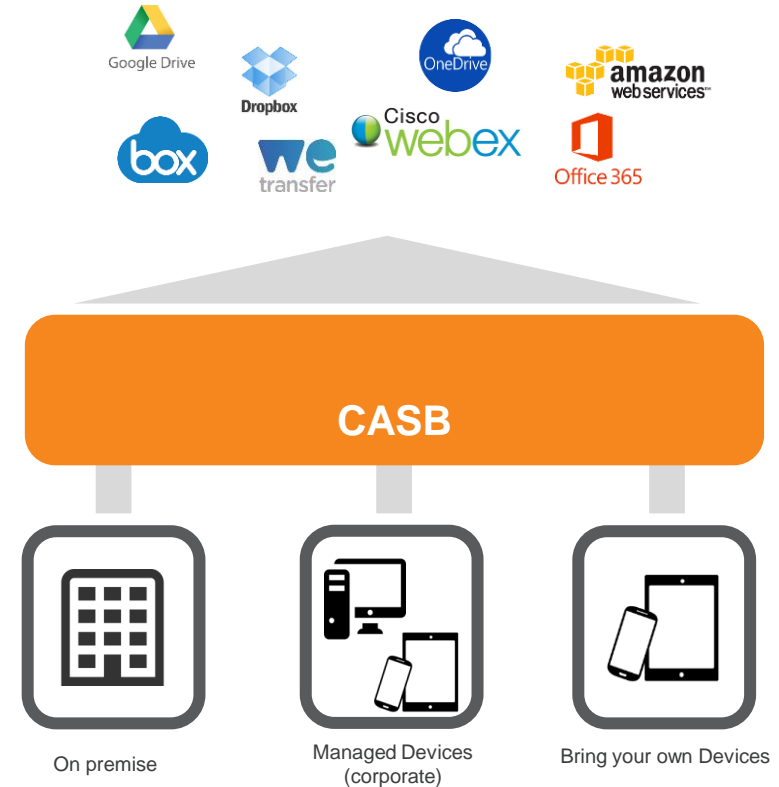 Google Drive
Dropbox
OneDrive
amazon
web services™
box
we
transfer
Cisco
webex
Office 365
CASB
On premise
Managed Devices
(corporate)
Bring your own Devices